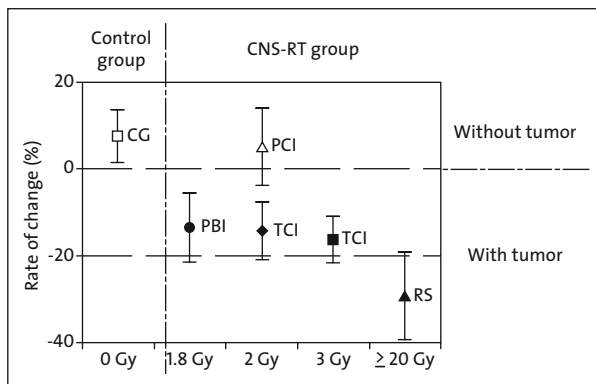 Control
group
CNS-RT group
20
0
-20
-40
Rate of change (%)
CG
PCI
PBI
TCI
TCI
RS
Without tumor
With tumor
0 Gy
1.8 Gy
2 Gy
3 Gy
≥ 20 Gy